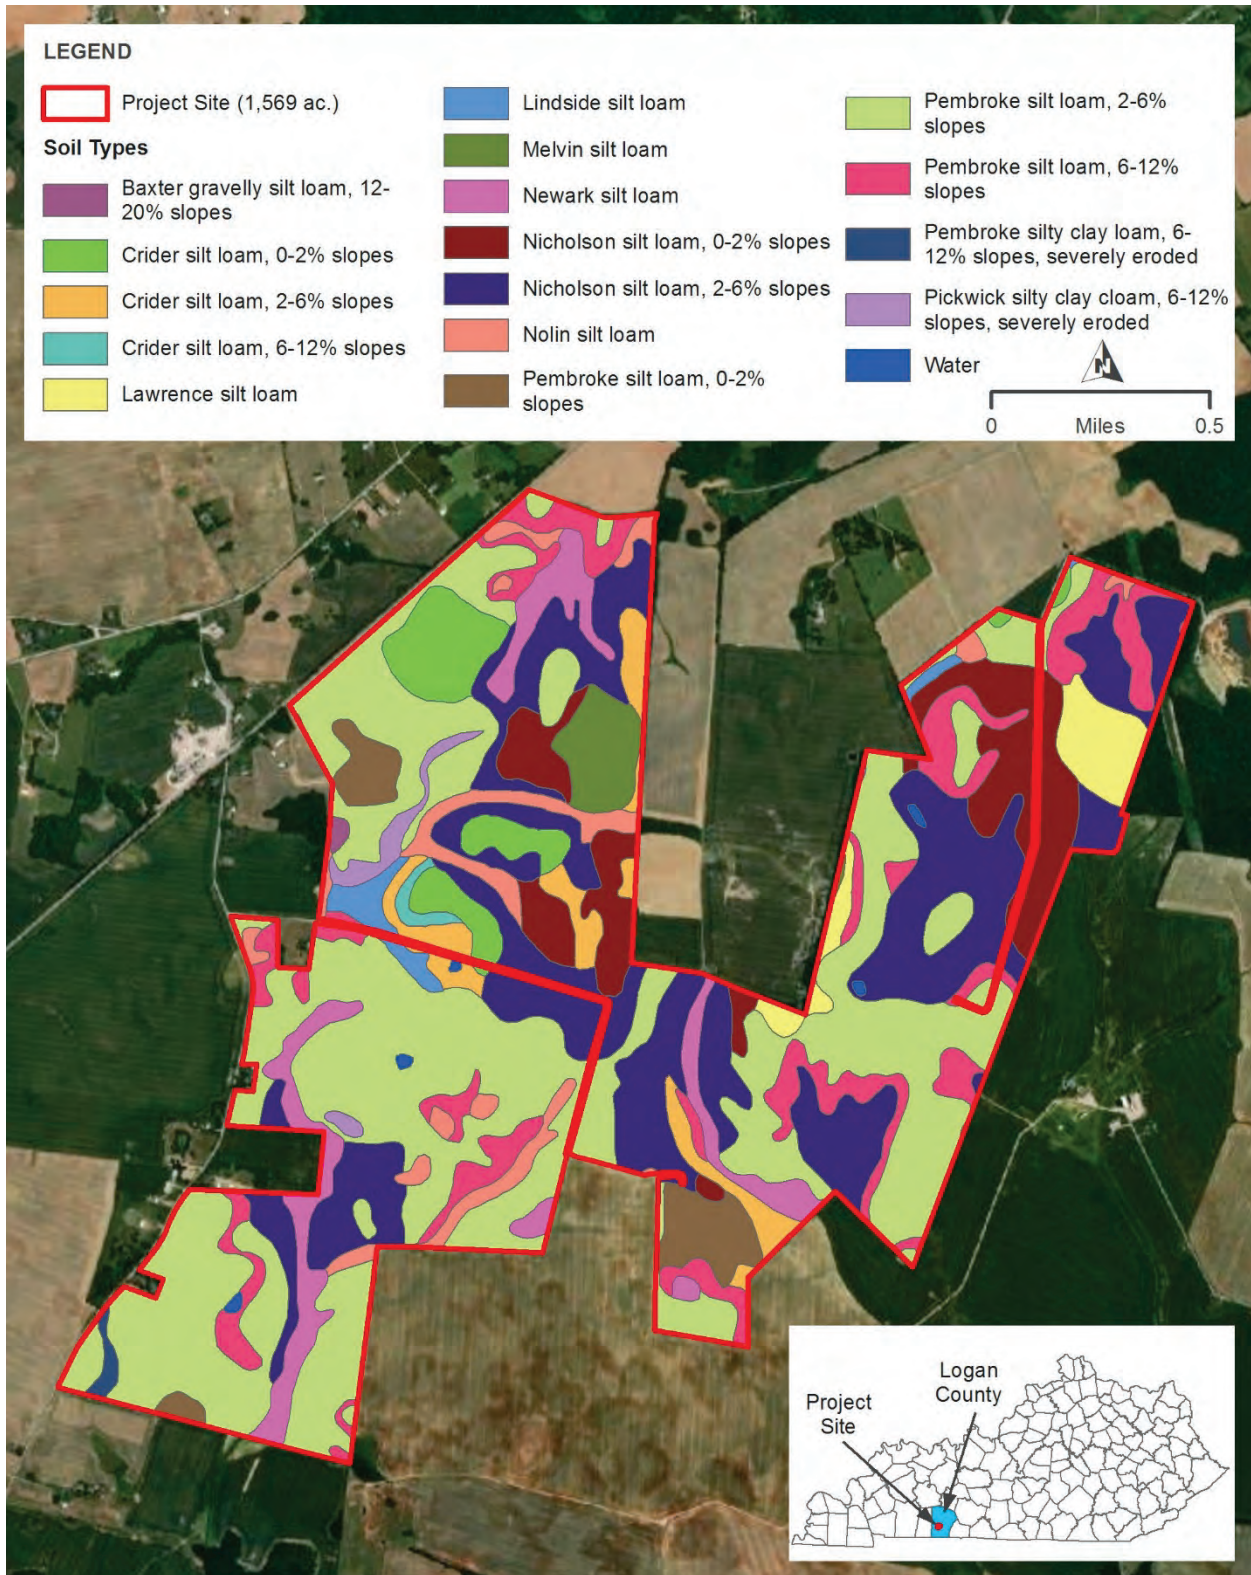 LEGEND
Project Site (1,569 ac.)
Soil Types
Baxter gravelly silt loam, 12-
20% slopes
Crider silt loam, 0-2% slopes
Crider silt loam, 2-6% slopes
Crider silt loam, 6-12% slopes
Lawrence silt loam
Lindside silt loam
Melvin silt loam
Newark silt loam
Nicholson silt loam, 0-2% slopes
Nicholson silt loam, 2-6% slopes
Nolin silt loam
Pembroke silt loam, 0-2%
slopes
Pembroke silt loam, 2-6%
slopes
Pembroke silt loam, 6-12%
slopes
Pembroke silty clay loam, 6-
12% slopes, severely eroded
Pickwick silty clay cloam, 6-12%
slopes, severely eroded
Water
N
0 Miles 0.5
Logan
County
Project
Site